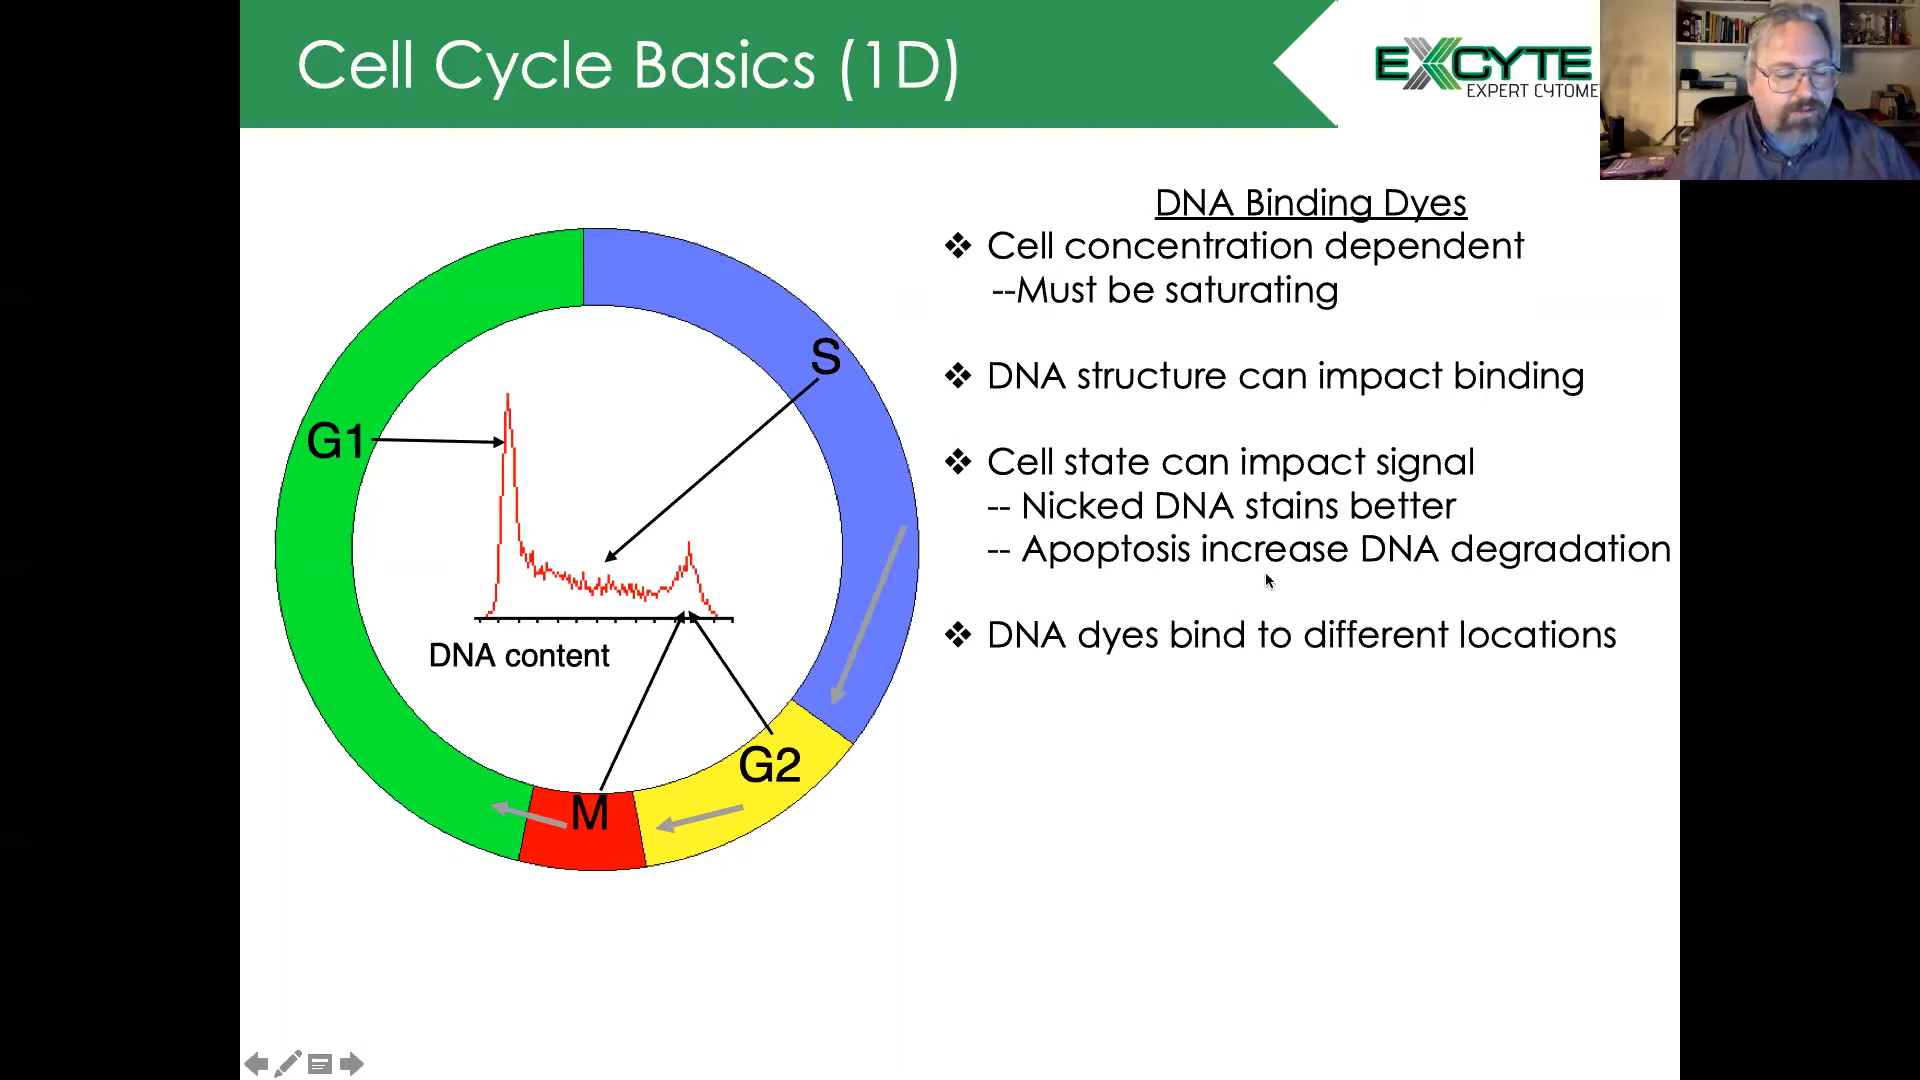 Cell Cycle Basics (1D)
EXCYTE
EXPERT CYTOME
DNA Binding Dyes
❖ Cell concentration dependent
--Must be saturating
❖ DNA structure can impact binding
❖ Cell state can impact signal
-- Nicked DNA stains better
-- Apoptosis increase DNA degradation
❖ DNA dyes bind to different locations
S
G1
DNA content
G2
M